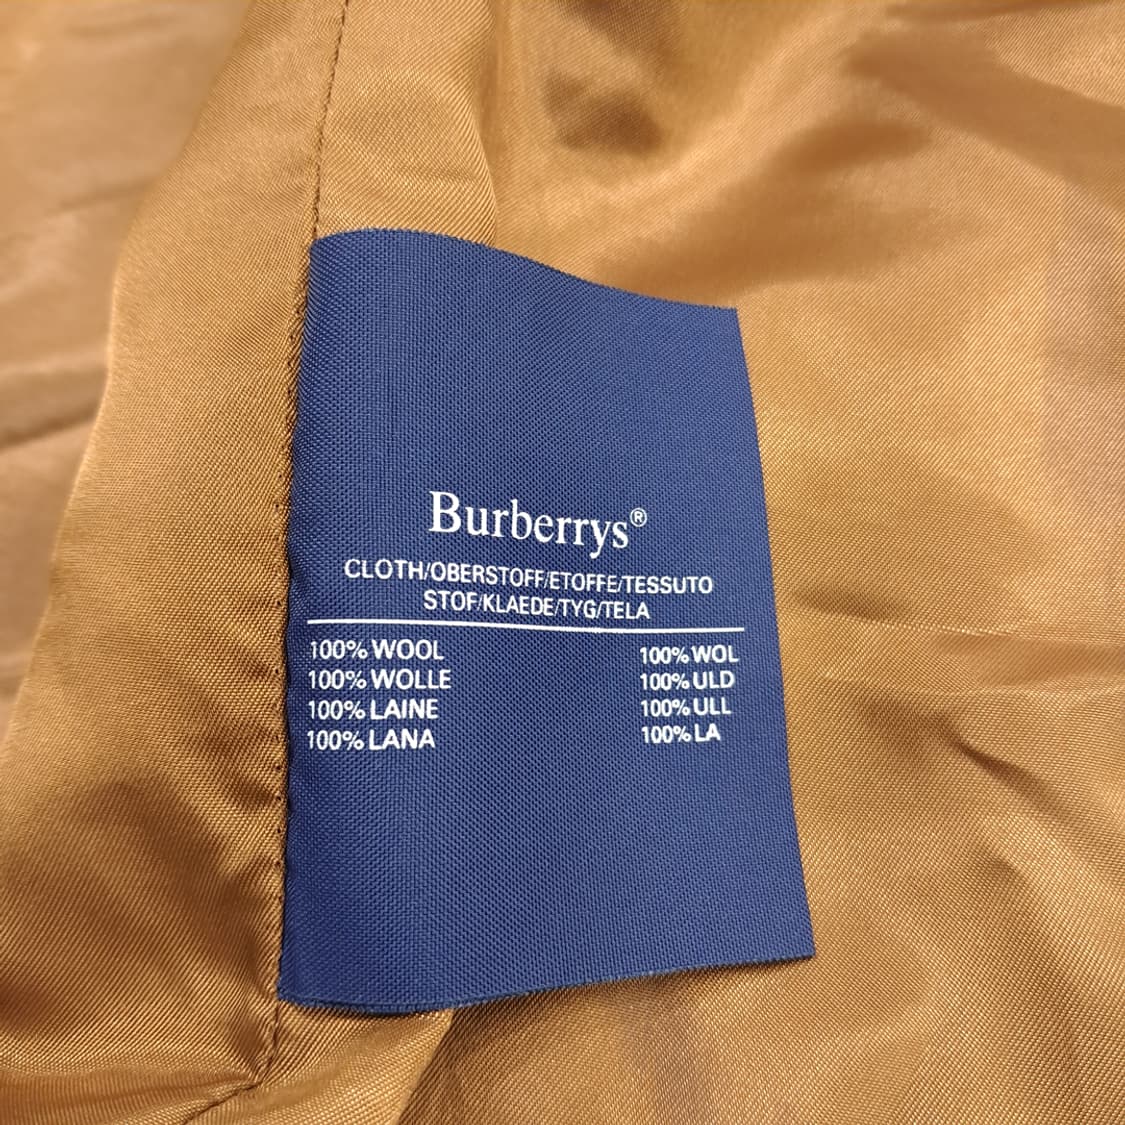 Burberrys®
CLOTH/OBERSTOFF/ETOFFE/TESSUTO
STOF/KLAEDE/TYG/TELA
100% WOOL
100% WOLLE
100% LAINE
100% LANA
100% WOL
100% ULD
100% ULL
100% LA